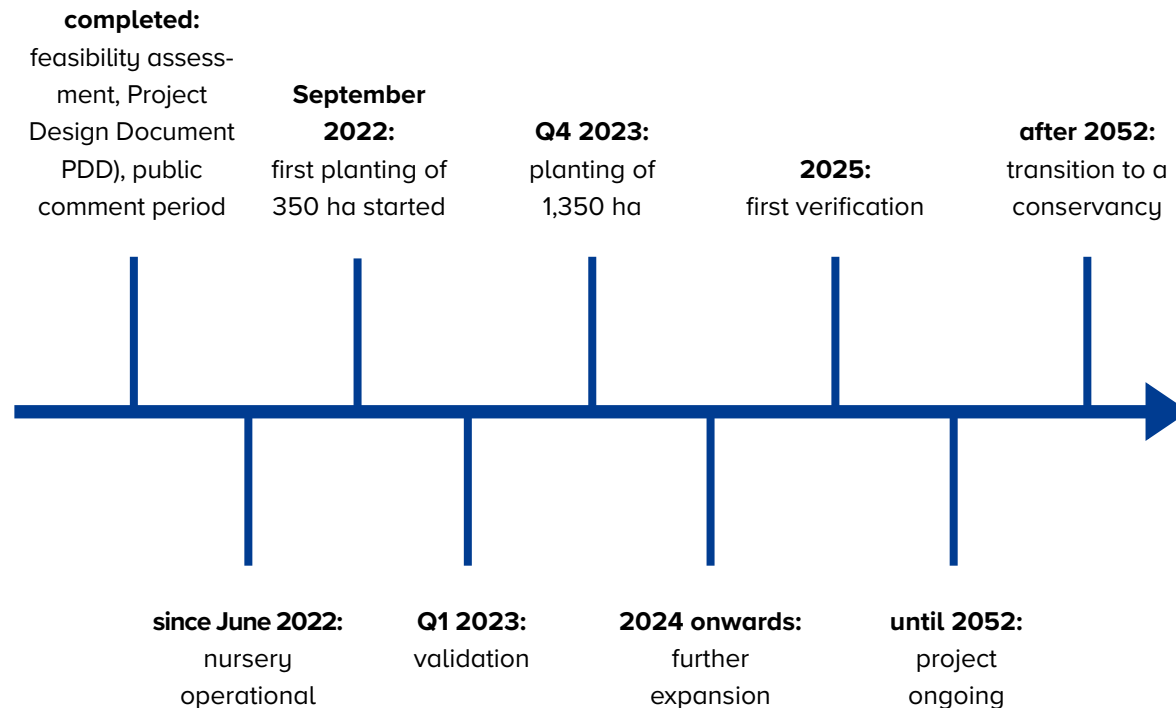 completed:
feasibility assess-
ment, Project
Design Document
PDD), public
comment period
since June 2022:
nursery
operational
September
2022:
first planting of
350 ha started
Q1 2023:
validation
Q4 2023:
planting of
1,350 ha
2024 onwards:
further
expansion
2025:
first verification
until 2052:
project
ongoing
after 2052:
transition to a
conservancy